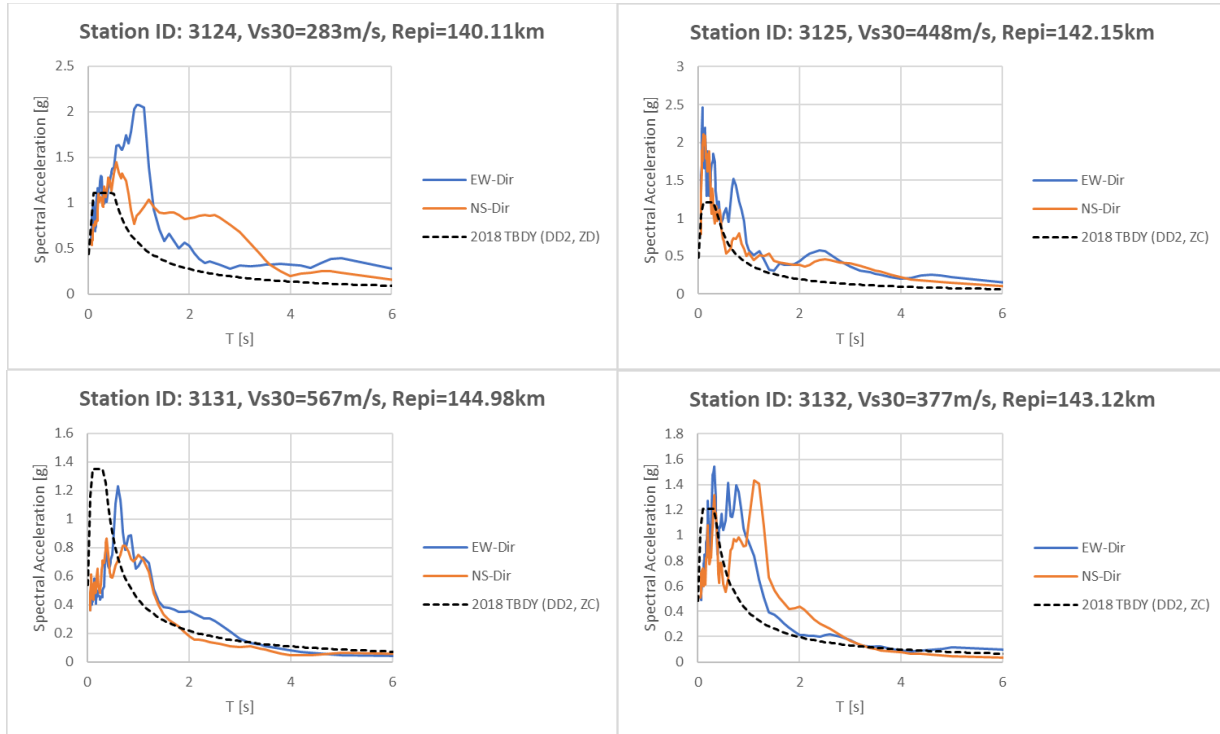 Station ID: 3124, Vs30=283m/s, Repi=140.11km
2.5
2
1.5
1
0.5
0
Spectral Acceleration [g]
0 2 4 6
T [s]
EW-Dir
NS-Dir
2018 TBDY (DD2, ZD)
Station ID: 3125, Vs30=448m/s, Repi=142.15km
3
2.5
2
1.5
1
0.5
0
Spectral Acceleration [g]
0 2 4 6
T [s]
EW-Dir
NS-Dir
2018 TBDY (DD2, ZC)
Station ID: 3131, Vs30=567m/s, Repi=144.98km
1.6
1.4
1.2
1
0.8
0.6
0.4
0.2
0
Spectral Acceleration [g]
0 2 4 6
T [s]
EW-Dir
NS-Dir
2018 TBDY (DD2, ZC)
Station ID: 3132, Vs30=377m/s, Repi=143.12km
1.8
1.6
1.4
1.2
1
0.8
0.6
0.4
0.2
0
Spectral Acceleration [g]
0 2 4 6
T [s]
EW-Dir
NS-Dir
2018 TBDY (DD2, ZC)